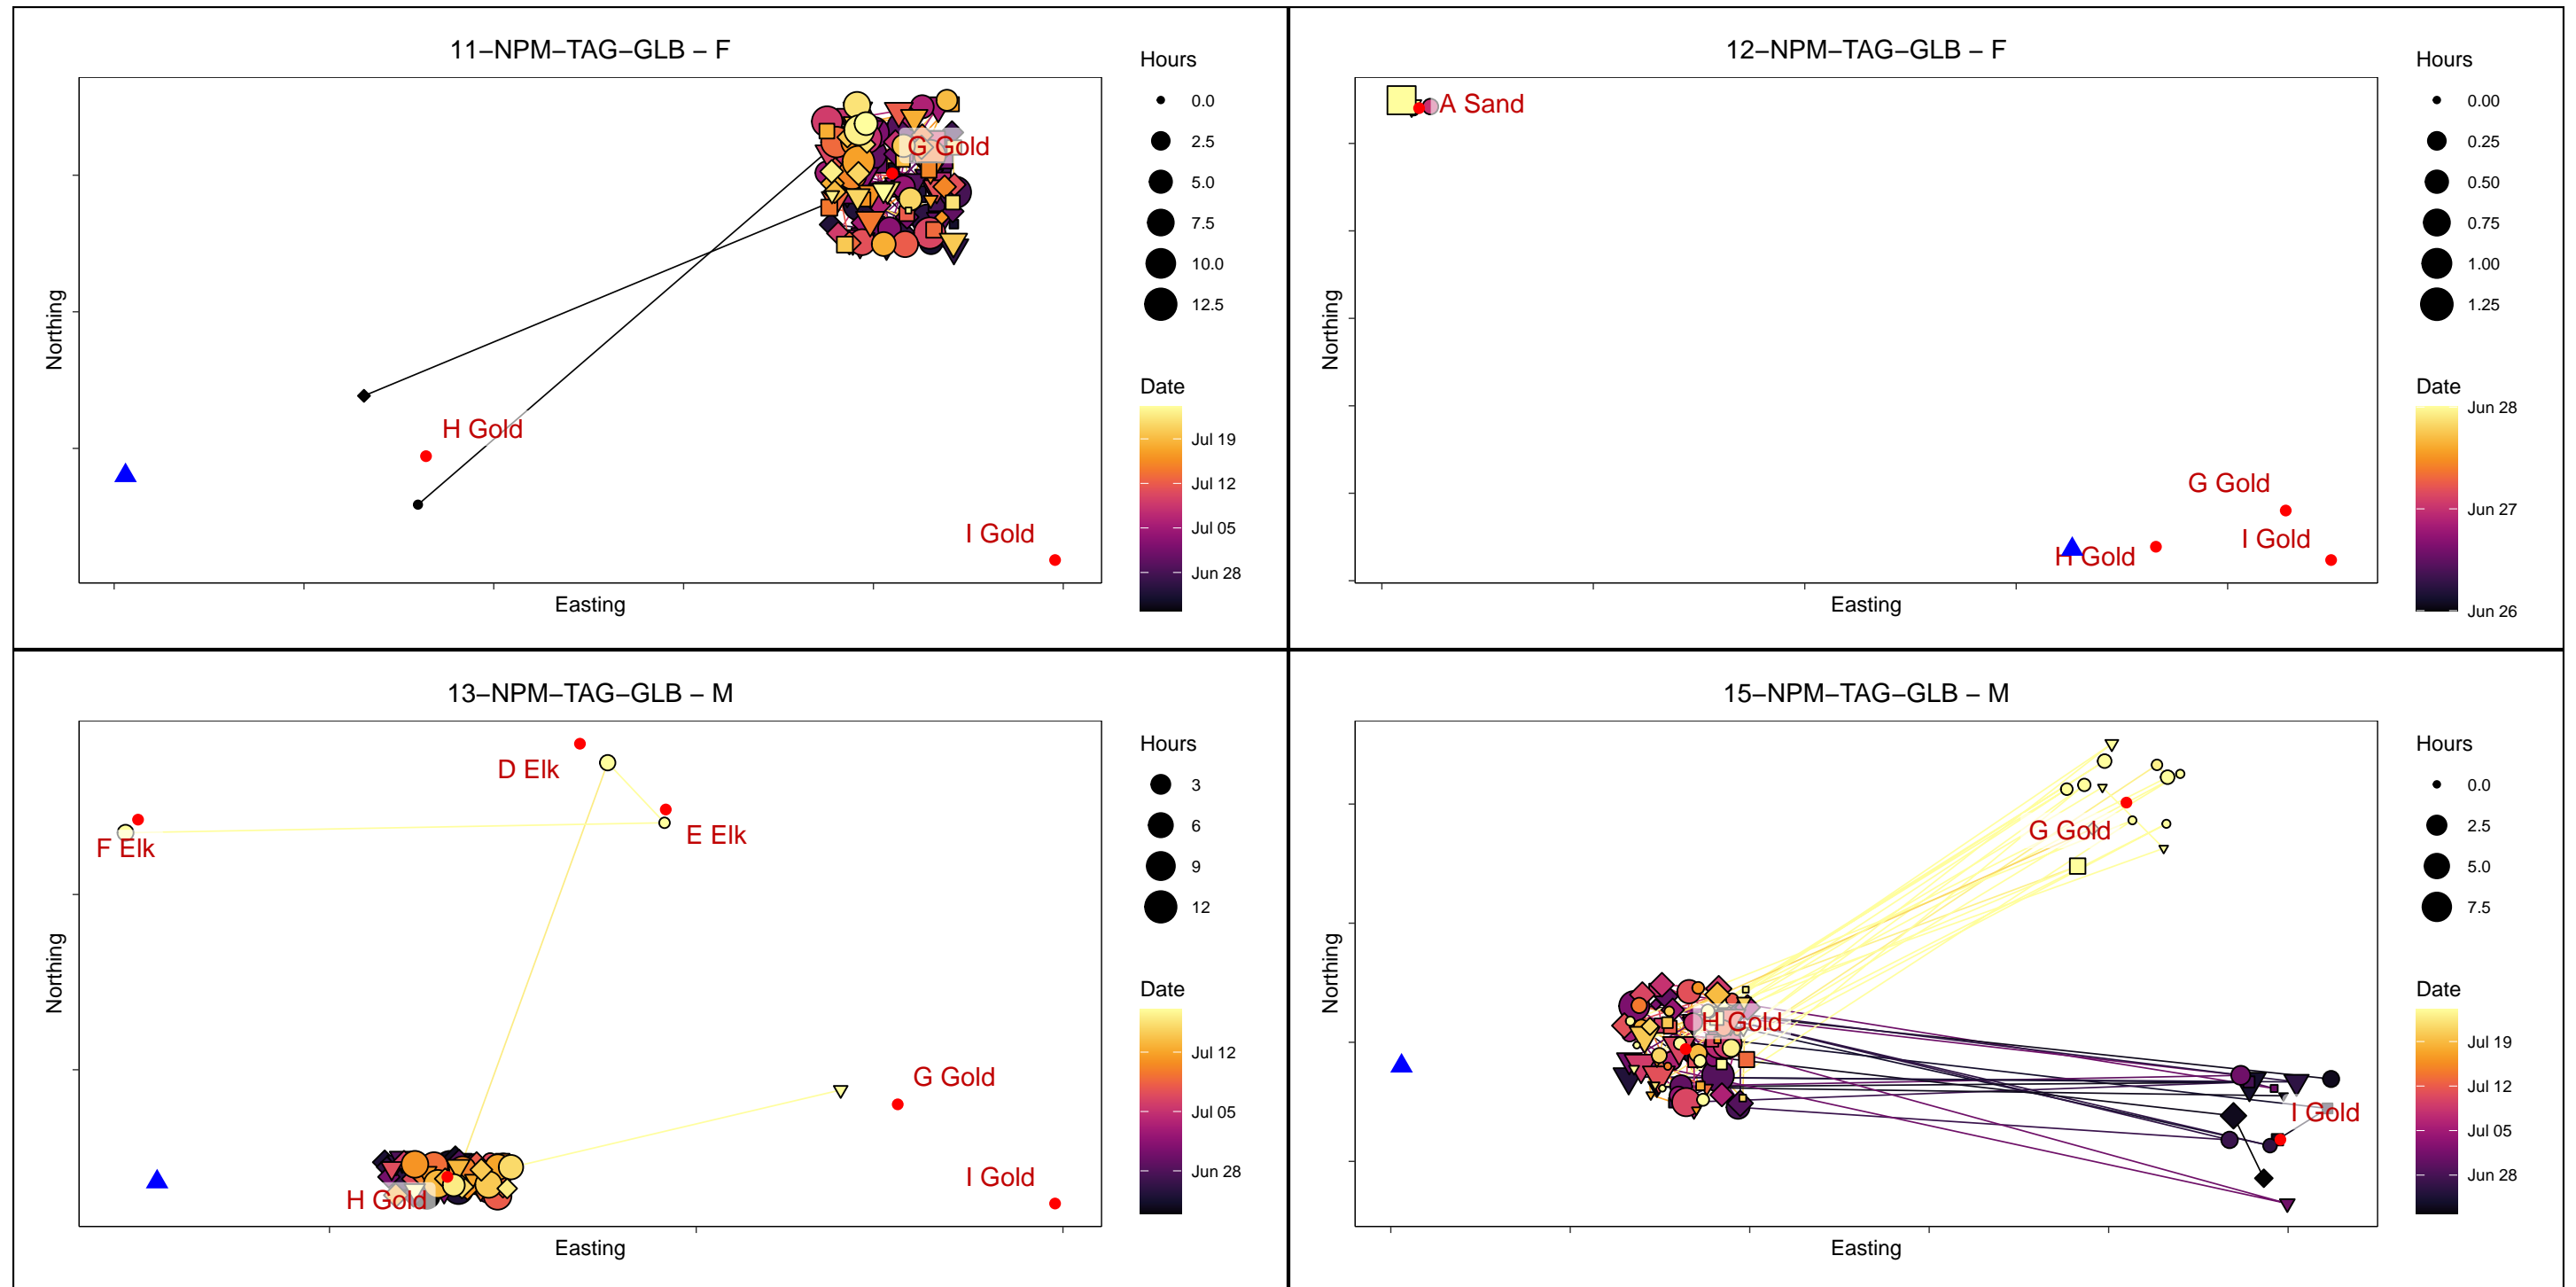 11–NPM–TAG–GLB – F
Northing
Easting
G Gold
H Gold
I Gold
Hours
0.0
2.5
5.0
7.5
10.0
12.5
Date
Jul 19
Jul 12
Jul 05
Jun 28
12–NPM–TAG–GLB – F
Northing
Easting
A Sand
G Gold
H Gold
I Gold
Hours
0.00
0.25
0.50
0.75
1.00
1.25
Date
Jun 28
Jun 27
Jun 26
13–NPM–TAG–GLB – M
Northing
Easting
D Elk
F Elk
E Elk
G Gold
H Gold
I Gold
Hours
3
6
9
12
Date
Jul 12
Jul 05
Jun 28
15–NPM–TAG–GLB – M
Northing
Easting
G Gold
H Gold
I Gold
Hours
0.0
2.5
5.0
7.5
Date
Jul 19
Jul 12
Jul 05
Jun 28